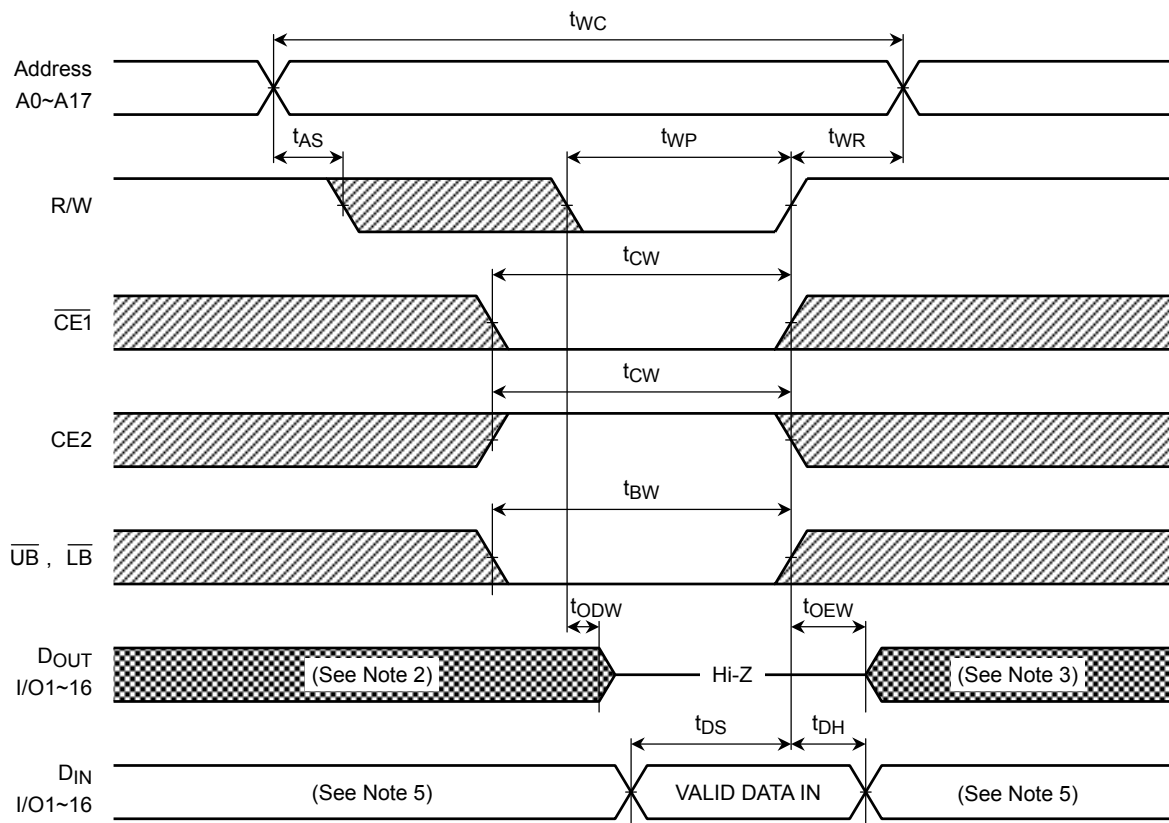 tWC
Address
A0~A17
tAS
tWP
tWR
R/W
tCW
CE1
tCW
CE2
tBW
UB , LB
tODW
tOEW
DOUT
I/O1~16
(See Note 2)
Hi-Z
(See Note 3)
tDS
tDH
DIN
I/O1~16
(See Note 5)
VALID DATA IN
(See Note 5)